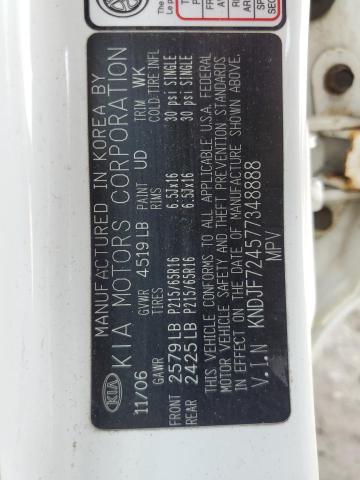 KIA
MANUFACTURED IN KOREA BY
KIA MOTORS CORPORATION
11/06 GVWR 4519 LB PAINT UD TRIM WK
GAWR TIRES RIMS COLD TIRE INFL
FRONT 2579 LB P215/65R16 6.5Jx16 30 psi SINGLE
REAR 2425 LB P215/65R16 6.5Jx16 30 psi SINGLE
THIS VEHICLE CONFORMS TO ALL APPLICABLE U.S.A. FEDERAL
MOTOR VEHICLE SAFETY AND THEFT PREVENTION STANDARDS
IN EFFECT ON THE DATE OF MANUFACTURE SHOWN ABOVE.
V.I.N KNDJF724577348888
MPV